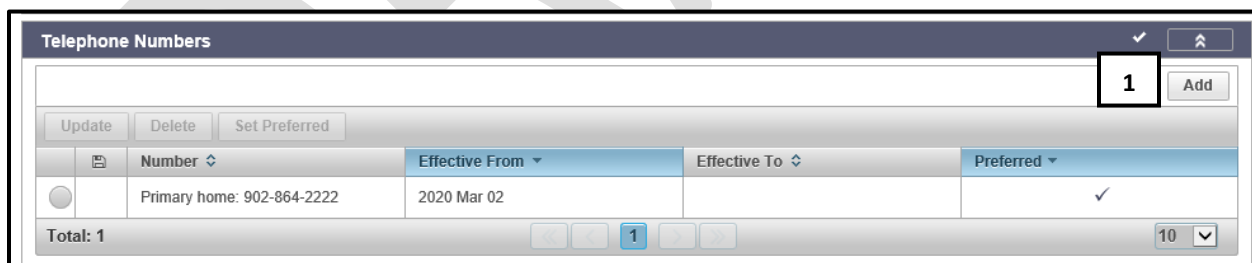 Telephone Numbers
1 Add
Update Delete Set Preferred
Number Effective From Effective To Preferred
Primary home: 902-864-2222 2020 Mar 02
Total: 1 1 10